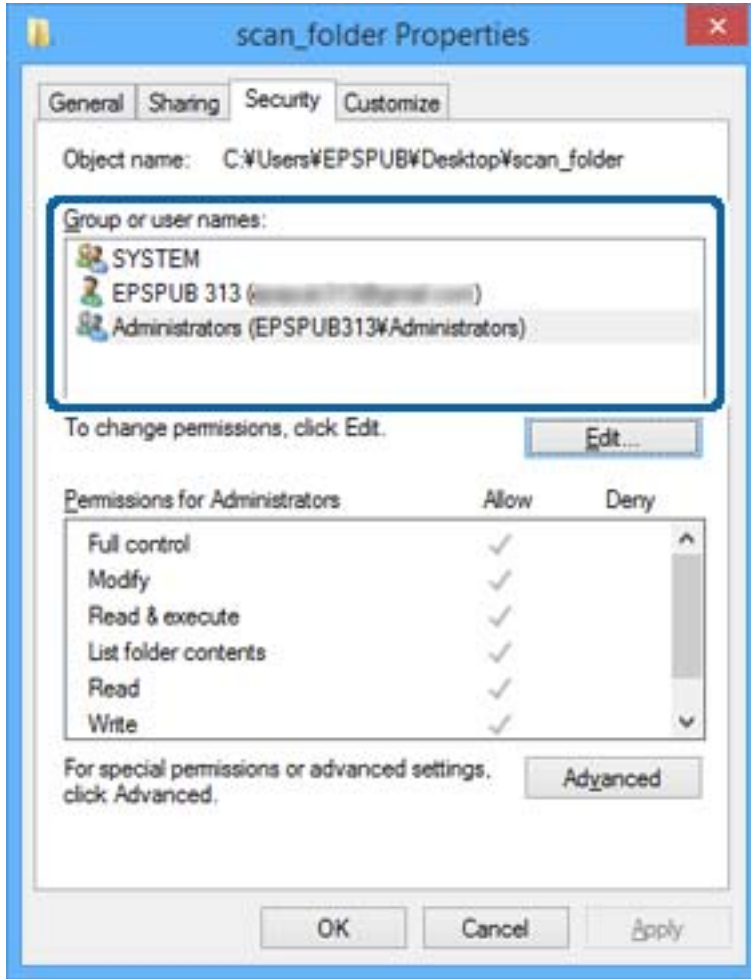 scan_folder Properties
General Sharing Security Customize
Object name: C:¥Users¥EPSPUB¥Desktop¥scan_folder
Group or user names:
SYSTEM
EPSPUB 313 ( )
Administrators (EPSPUB313¥Administrators)
To change permissions, click Edit.
Edit...
Permissions for Administrators Allow Deny
Full control
Modify
Read & execute
List folder contents
Read
Write
For special permissions or advanced settings,
click Advanced.
Advanced
OK Cancel Apply